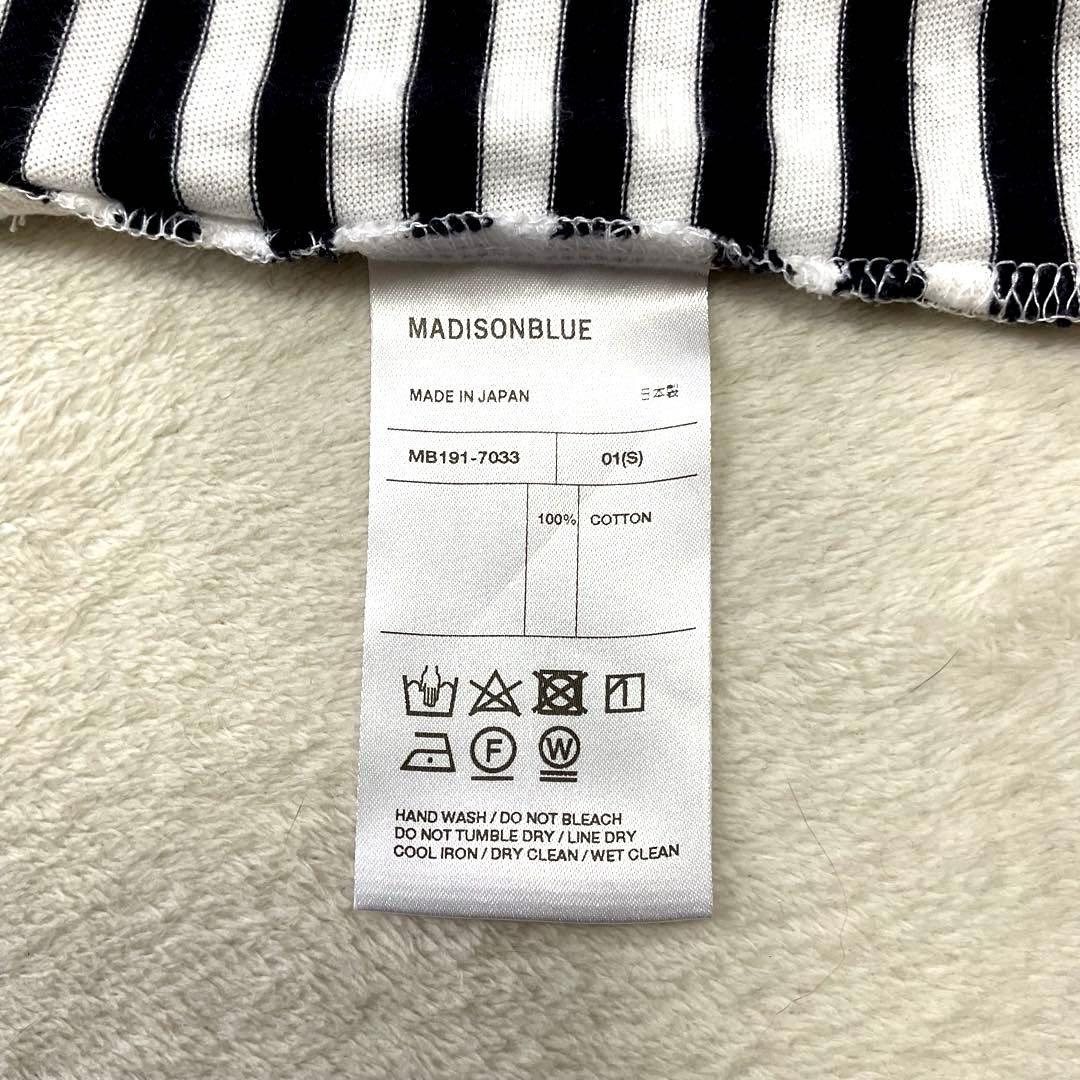 MADISONBLUE
MADE IN JAPAN 日本製
MB191-7033 01(S)
100% COTTON
F W
HAND WASH / DO NOT BLEACH
DO NOT TUMBLE DRY / LINE DRY
COOL IRON / DRY CLEAN / WET CLEAN